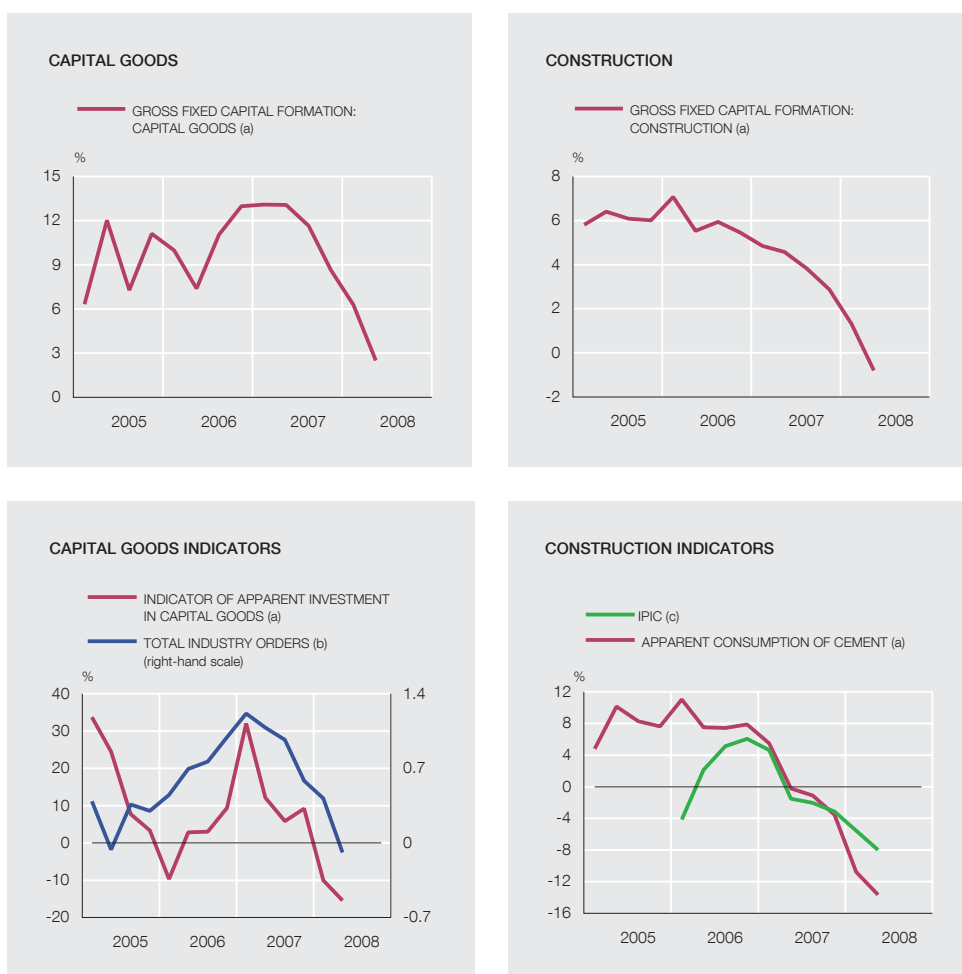 CAPITAL GOODS
GROSS FIXED CAPITAL FORMATION:
CAPITAL GOODS (a)
%
15
12
9
6
3
0
2005 2006 2007 2008
CONSTRUCTION
GROSS FIXED CAPITAL FORMATION:
CONSTRUCTION (a)
%
8
6
4
2
0
-2
2005 2006 2007 2008
CAPITAL GOODS INDICATORS
INDICATOR OF APPARENT INVESTMENT
IN CAPITAL GOODS (a)
TOTAL INDUSTRY ORDERS (b)
(right-hand scale)
%
40 1.4
30
20 0.7
10
0 0
-10
-20 -0.7
2005 2006 2007 2008
CONSTRUCTION INDICATORS
IPIC (c)
APPARENT CONSUMPTION OF CEMENT (a)
%
12
8
4
0
-4
-8
-12
-16
2005 2006 2007 2008